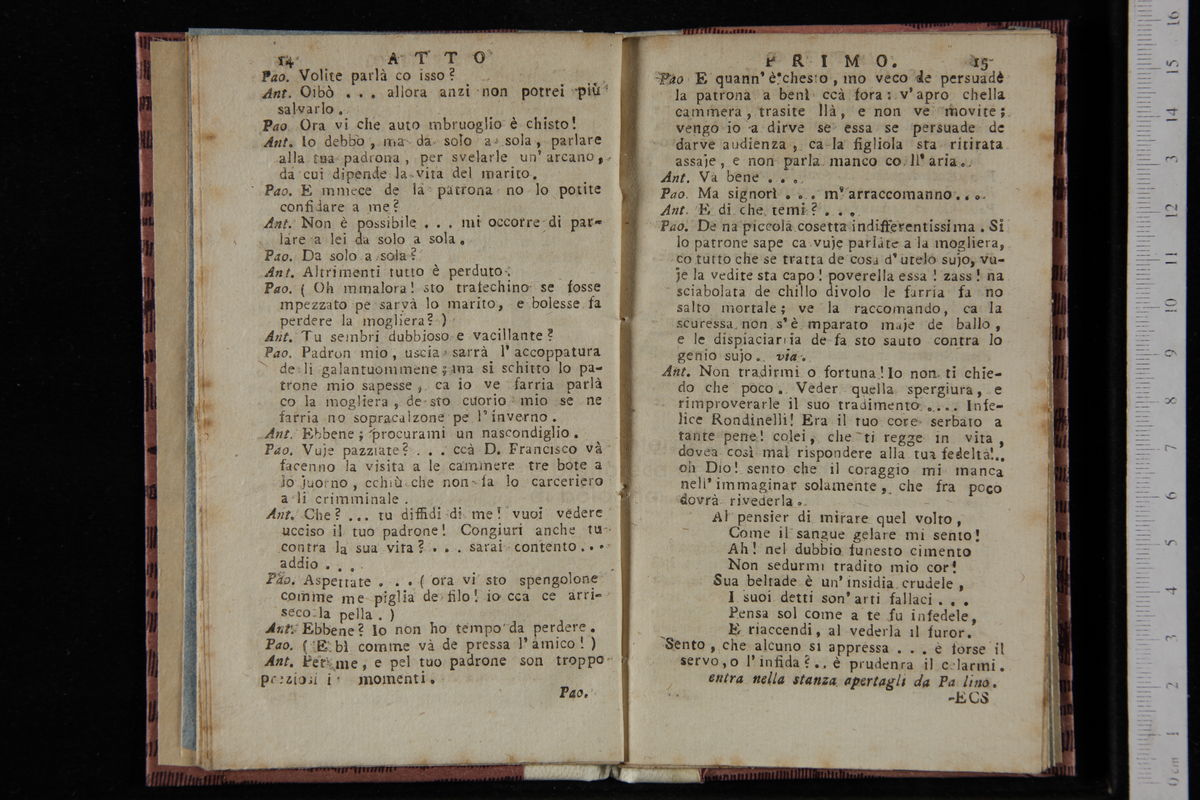 14 ATTO
Pao. Volite parlà co isso?
Ant. Oibò . . . allora anzi non potrei più
salvarlo.
Pao. Ora vi che auto mbruoglio è chisto!
Ant. Io debbo, ma da solo a sola, parlare
alla tua padrona, per svelarle un' arcano,
da cui dipende la vita del marito.
Pao. E mmece de la patrona no lo potite
confidare a me?
Ant. Non è possibile . . . mi occorre di par-
lare a lei da solo a sola.
Pao. Da solo a sola?
Ant. Altrimenti tutto è perduto.
Pao. ( Oh mmalora! sto trafechino se fosse
mpezzato pe sarvà lo marito, e bolesse fa
perdere la mogliera? )
Ant. Tu sembri dubbioso e vacillante?
Pao. Padron mio, uscia sarrà l' accoppatura
de li galantuommene; ma si schitto lo pa-
trone mio sapesse, ca io ve farria parlà
co la mogliera, de sto cuorio mio se ne
farria no sopracalzone pe l' inverno.
Ant. Ebbene; procurami un nascondiglio.
Pao. Vuje pazziate? . . . ccà D. Francisco và
facenno la visita a le cammere tre bote a
lo juorno, cchiù che non fa lo carceriero
a li crimminale.
Ant. Che? ... tu diffidi di me! vuoi vedere
ucciso il tuo padrone! Congiuri anche tu
contra la sua vita? . . . sarai contento...
addio . . .
Pao. Aspettate . . . ( ora vi sto spengolone
comme me piglia de filo! io cca ce arri-
seco la pella. )
Ant. Ebbene? Io non ho tempo da perdere.
Pao. ( E bì comme và de pressa l' amico! )
Ant. Per me, e pel tuo padrone son troppo
preziosi i momenti.
Pao.
PRIMO. 15
Pao E quann' è chesto, mo veco de persuadè
la patrona a benì ccà fora: v' apro chella
cammera, trasite llà, e non ve movite;
vengo io a dirve se essa se persuade de
darve audienza, ca la figliola sta ritirata
assaje, e non parla manco co ll' aria.
Ant. Va bene . . .
Pao. Ma signorì . . . m' arraccomanno...
Ant. E di che temi? . . .
Pao. De na piccola cosetta indifferentissima. Si
lo patrone sape ca vuje parlate a la mogliera,
co tutto che se tratta de cosa d' utelo sujo, vu-
je la vedite sta capo! poverella essa! zass! na
sciabolata de chillo divolo le farria fa no
salto mortale; ve la raccomando, ca la
scuressa non s' è mparato maje de ballo,
e le dispiaciarria de fa sto sauto contra lo
genio sujo. via.
Ant. Non tradirmi o fortuna! Io non ti chie-
do che poco. Veder quella spergiura, e
rimproverarle il suo tradimento ..... Infe-
lice Rondinelli! Era il tuo core serbato a
tante pene! colei, che ti regge in vita,
dovea così mal rispondere alla tua fedeltà!..
oh Dio! sento che il coraggio mi manca
nell' immaginar solamente, che fra poco
dovrà rivederla.
Al pensier di mirare quel volto,
Come il sangue gelare mi sento!
Ah! nel dubbio funesto cimento
Non sedurmi tradito mio cor!
Sua beltade è un' insidia crudele,
I suoi detti son' arti fallaci . . .
Pensa sol come a te fu infedele,
E riaccendi, al vederla il furor.
Sento, che alcuno si appressa . . . è forse il
servo, o l' infida?.. è prudenza il celarmi.
entra nella stanza apertagli da Paolino.
-ECS